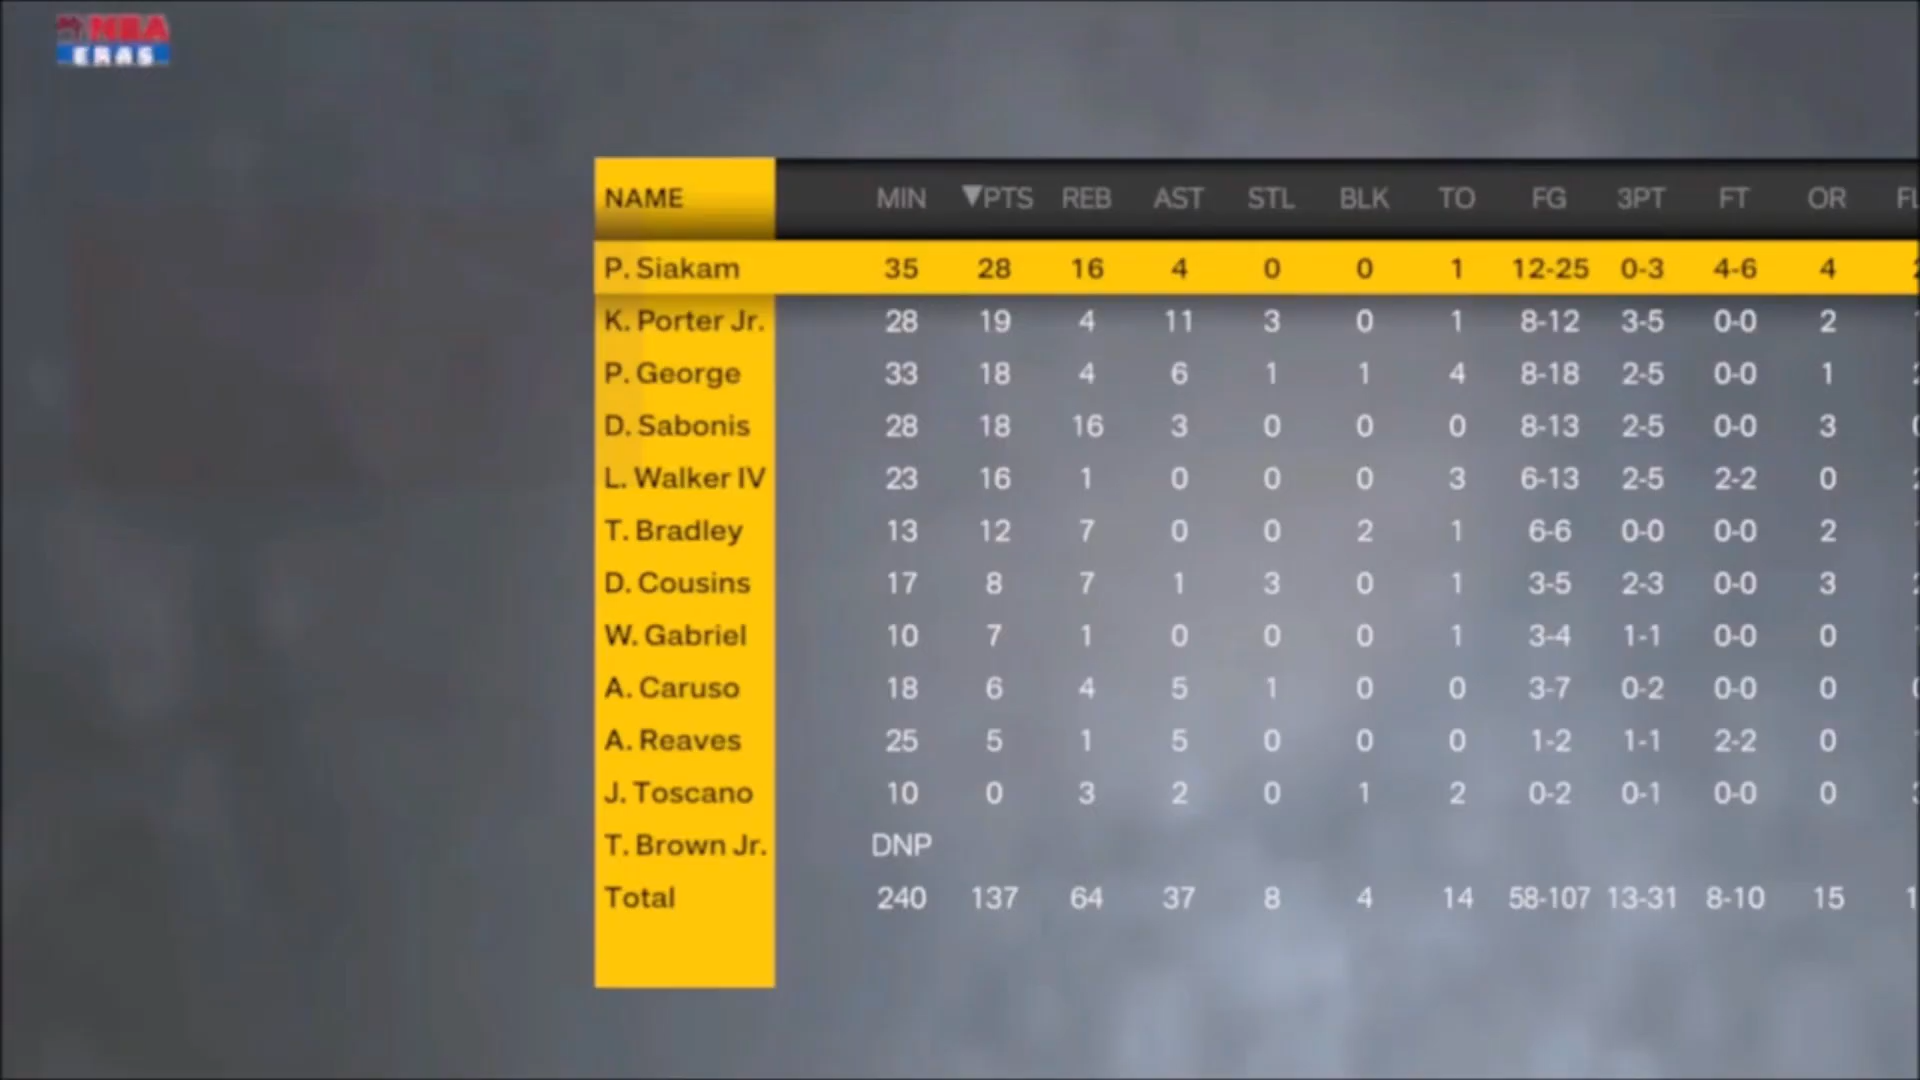 NBA
ERAS
NAME MIN ▼PTS REB AST STL BLK TO FG 3PT FT OR
P. Siakam 35 28 16 4 0 0 1 12-25 0-3 4-6 4
K. Porter Jr. 28 19 4 11 3 0 1 8-12 3-5 0-0 2
P. George 33 18 4 6 1 1 4 8-18 2-5 0-0 1
D. Sabonis 28 18 16 3 0 0 0 8-13 2-5 0-0 3
L. Walker IV 23 16 1 0 0 0 3 6-13 2-5 2-2 0
T. Bradley 13 12 7 0 0 2 1 6-6 0-0 0-0 2
D. Cousins 17 8 7 1 3 0 1 3-5 2-3 0-0 3
W. Gabriel 10 7 1 0 0 0 1 3-4 1-1 0-0 0
A. Caruso 18 6 4 5 1 0 0 3-7 0-2 0-0 0
A. Reaves 25 5 1 5 0 0 0 1-2 1-1 2-2 0
J. Toscano 10 0 3 2 0 1 2 0-2 0-1 0-0 0
T. Brown Jr. DNP
Total 240 137 64 37 8 4 14 58-107 13-31 8-10 15